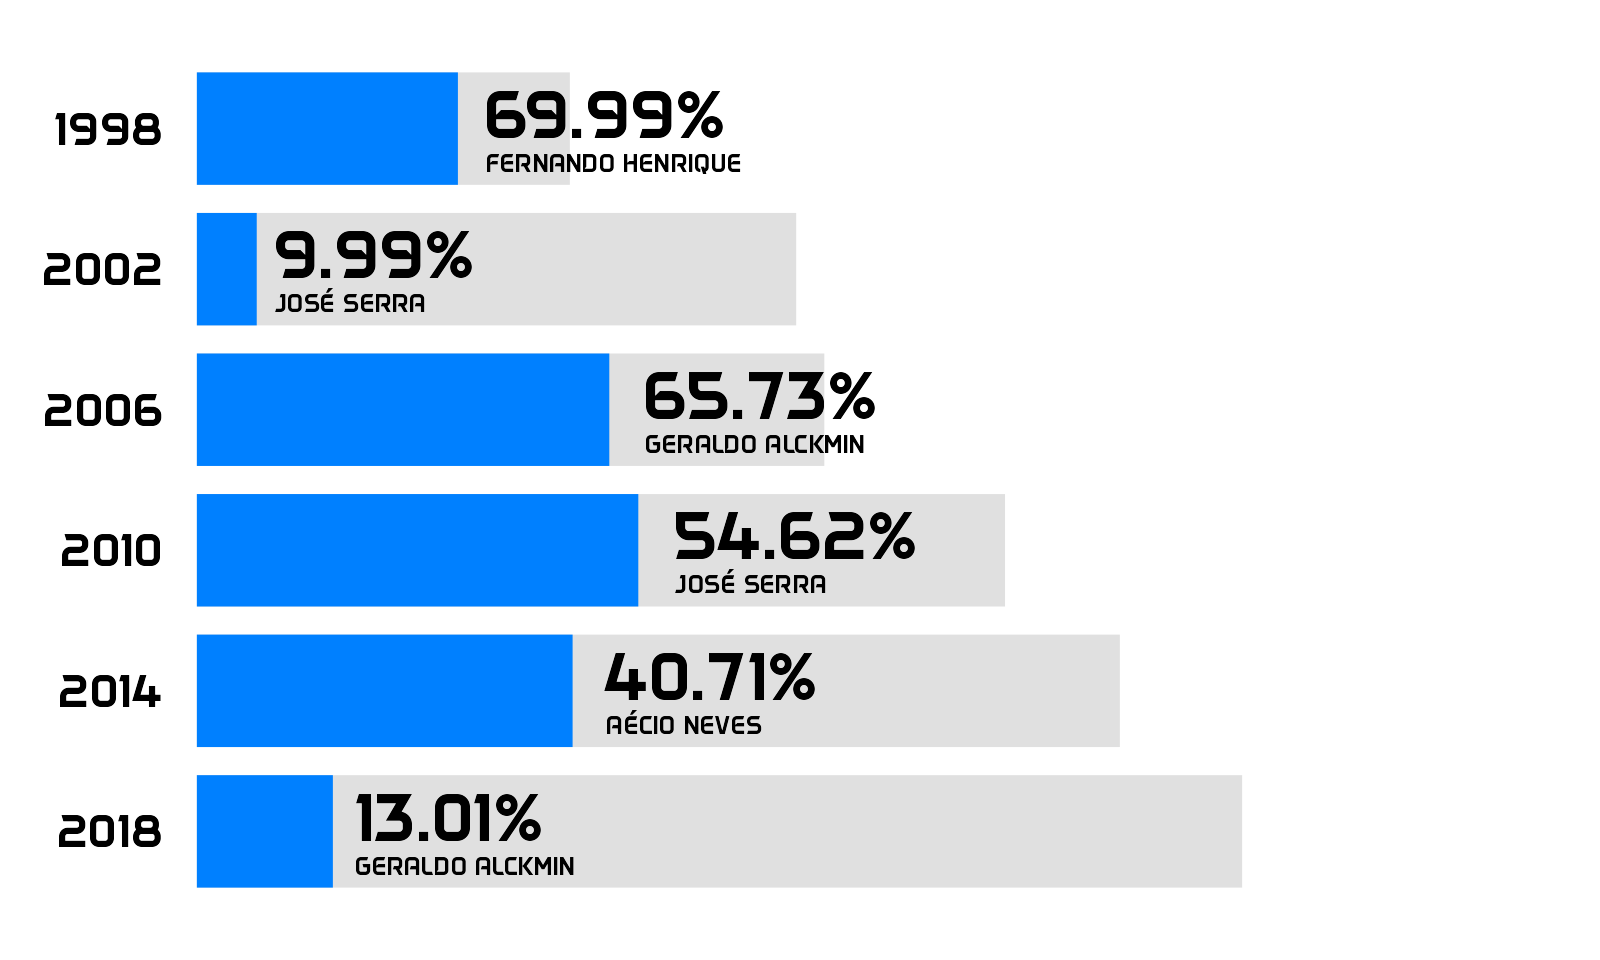 1998
69.99%
FERNANDO HENRIQUE
2002
9.99%
JOSÉ SERRA
2006
65.73%
GERALDO ALCKMIN
2010
54.62%
JOSÉ SERRA
2014
40.71%
AÉCIO NEVES
2018
13.01%
GERALDO ALCKMIN